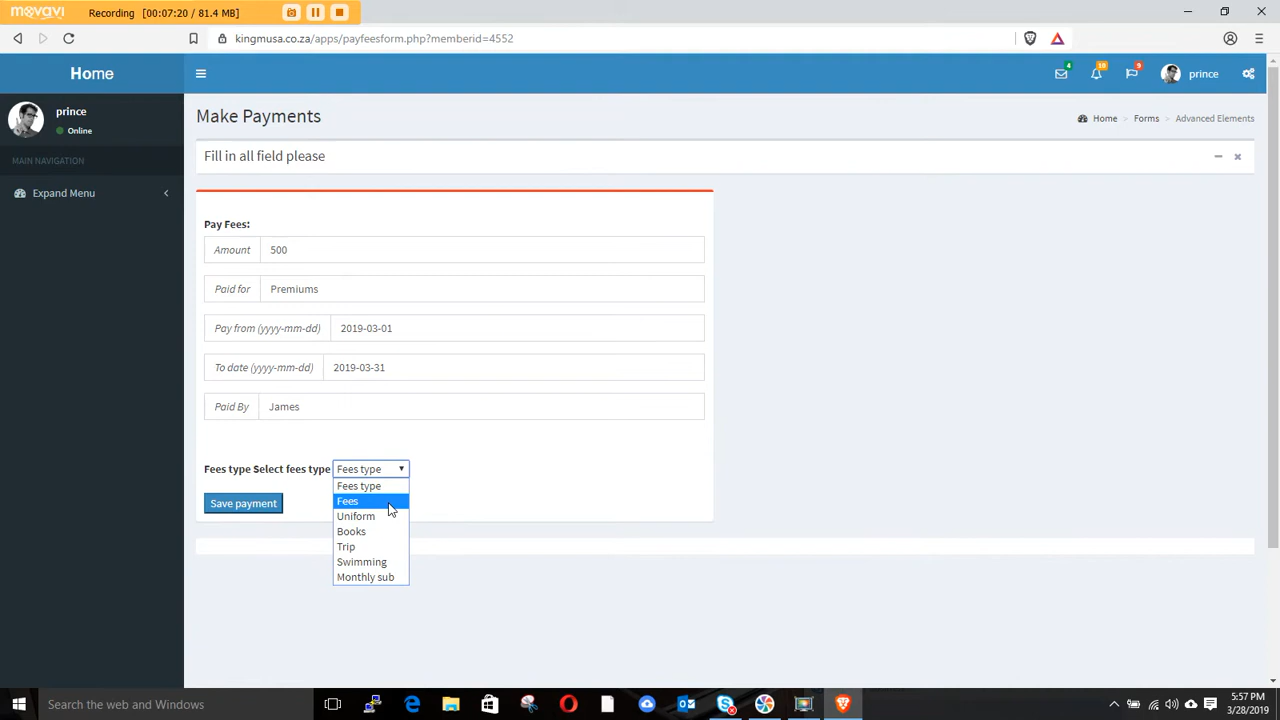 movavi Recording [00:07:20 / 81.4 MB]
kingmusa.co.za/apps/payfeesform.php?memberid=4552
Home
4
10
9
prince
prince
Online
MAIN NAVIGATION
Expand Menu
Make Payments
Home > Forms > Advanced Elements
Fill in all field please
Pay Fees:
Amount 500
Paid for Premiums
Pay from (yyyy-mm-dd) 2019-03-01
To date (yyyy-mm-dd) 2019-03-31
Paid By James
Fees type Select fees type Fees type
Fees type
Fees
Save payment
Uniform
Books
Trip
Swimming
Monthly sub
Search the web and Windows
5:57 PM
3/28/2019